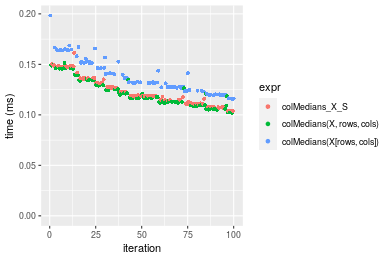 0.20
0.15
0.10
0.05
0.00
time (ms)
0
25
50
75
100
iteration
expr
colMedians_X_S
colMedians(X, rows, cols)
colMedians(X[rows, cols])